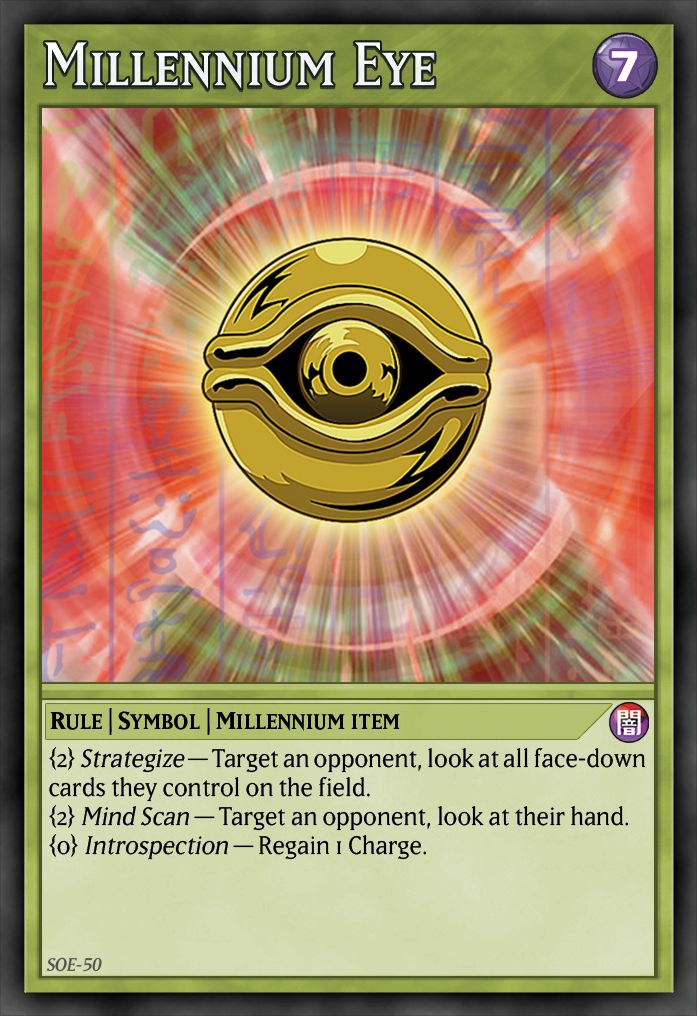 Millennium Eye
7
Rule | Symbol | Millennium item
闇
{2} Strategize — Target an opponent, look at all face-down
cards they control on the field.
{2} Mind Scan — Target an opponent, look at their hand.
{0} Introspection — Regain 1 Charge.
SOE-50